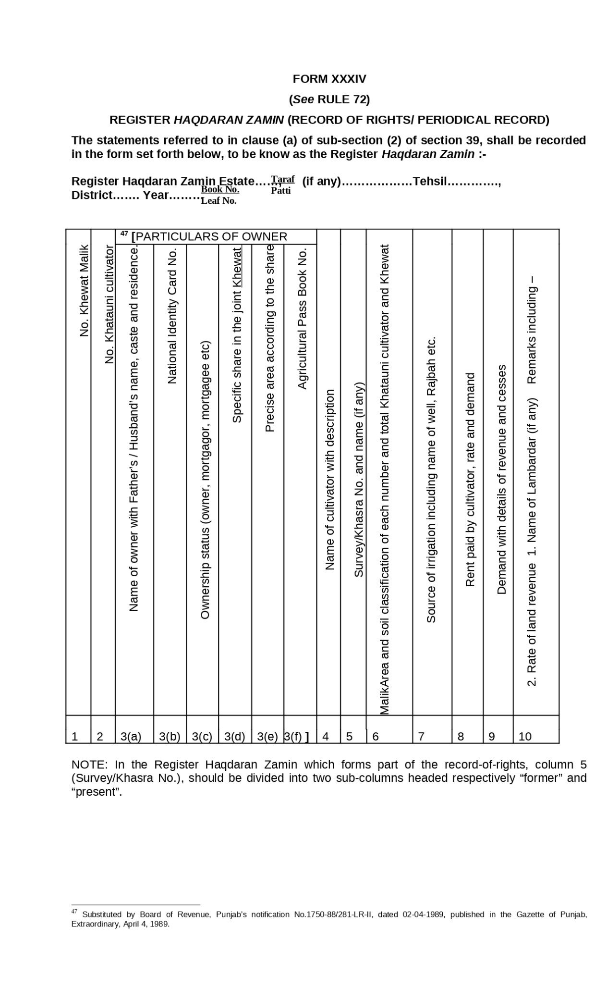 FORM XXXIV
(See RULE 72)
REGISTER HAQDARAN ZAMIN (RECORD OF RIGHTS/ PERIODICAL RECORD)
The statements referred to in clause (a) of sub-section (2) of section 39, shall be recorded
in the form set forth below, to be know as the Register Haqdaran Zamin :-
Register Haqdaran Zamin Estate……, Taraf (if any)………………Tehsil………….,
Patti
District……. Year………
Book No.
Leaf No.
47 [PARTICULARS OF OWNER
No. Khewat Malik
No. Khatauni cultivator
Name of owner with Father’s / Husband’s name, caste and residence.
National Identity Card No.
Ownership status (owner, mortgagor, mortgagee etc)
Specific share in the joint Khewat
Precise area according to the share
Agricultural Pass Book No.
Name of cultivator with description
Survey/Khasra No. and name (if any)
MalikArea and soil classification of each number and total Khatauni cultivator and Khewat
Source of irrigation including name of well, Rajbah etc.
Rent paid by cultivator, rate and demand
Demand with details of revenue and cesses
2. Rate of land revenue 1. Name of Lambardar (if any) Remarks including –
1 2 3(a) 3(b) 3(c) 3(d) 3(e) 3(f) ] 4 5 6 7 8 9 10
NOTE: In the Register Haqdaran Zamin which forms part of the record-of-rights, column 5
(Survey/Khasra No.), should be divided into two sub-columns headed respectively “former” and
“present”.
47 Substituted by Board of Revenue, Punjab’s notification No.1750-88/281-LR-II, dated 02-04-1989, published in the Gazette of Punjab,
Extraordinary, April 4, 1989.